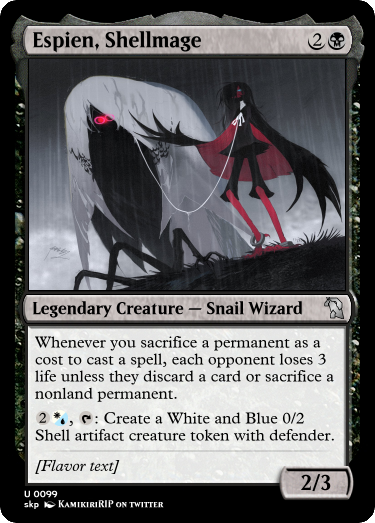 Espien, Shellmage 2
Legendary Creature — Snail Wizard
Whenever you sacrifice a permanent as a
cost to cast a spell, each opponent loses 3
life unless they discard a card or sacrifice a
nonland permanent.
2 , : Create a White and Blue 0/2
Shell artifact creature token with defender.
[Flavor text]
2/3
U 0099
skp KAMIKIRIRIP ON TWITTER